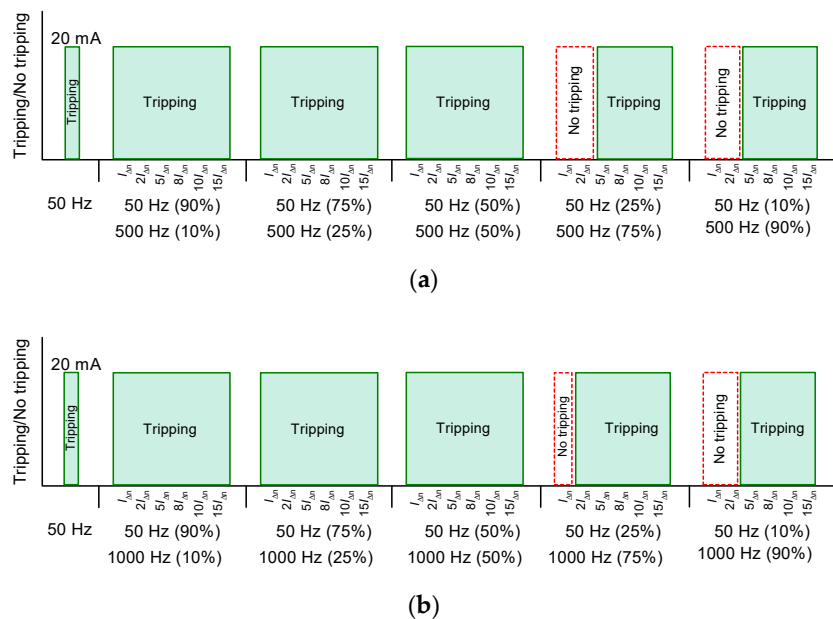 Tripping/No tripping
20 mA
Tripping
Tripping
Tripping
Tripping
No tripping
Tripping
No tripping
Tripping
IΔn 2IΔn 5IΔn 8IΔn 10IΔn 15IΔn
IΔn 2IΔn 5IΔn 8IΔn 10IΔn 15IΔn
IΔn 2IΔn 5IΔn 8IΔn 10IΔn 15IΔn
IΔn 2IΔn 5IΔn 8IΔn 10IΔn 15IΔn
IΔn 2IΔn 5IΔn 8IΔn 10IΔn 15IΔn
50 Hz
50 Hz (90%)
500 Hz (10%)
50 Hz (75%)
500 Hz (25%)
50 Hz (50%)
500 Hz (50%)
50 Hz (25%)
500 Hz (75%)
50 Hz (10%)
500 Hz (90%)
(a)
Tripping/No tripping
20 mA
Tripping
Tripping
Tripping
Tripping
No tripping
Tripping
No tripping
Tripping
IΔn 2IΔn 5IΔn 8IΔn 10IΔn 15IΔn
IΔn 2IΔn 5IΔn 8IΔn 10IΔn 15IΔn
IΔn 2IΔn 5IΔn 8IΔn 10IΔn 15IΔn
IΔn 2IΔn 5IΔn 8IΔn 10IΔn 15IΔn
IΔn 2IΔn 5IΔn 8IΔn 10IΔn 15IΔn
50 Hz
50 Hz (90%)
1000 Hz (10%)
50 Hz (75%)
1000 Hz (25%)
50 Hz (50%)
1000 Hz (50%)
50 Hz (25%)
1000 Hz (75%)
50 Hz (10%)
1000 Hz (90%)
(b)